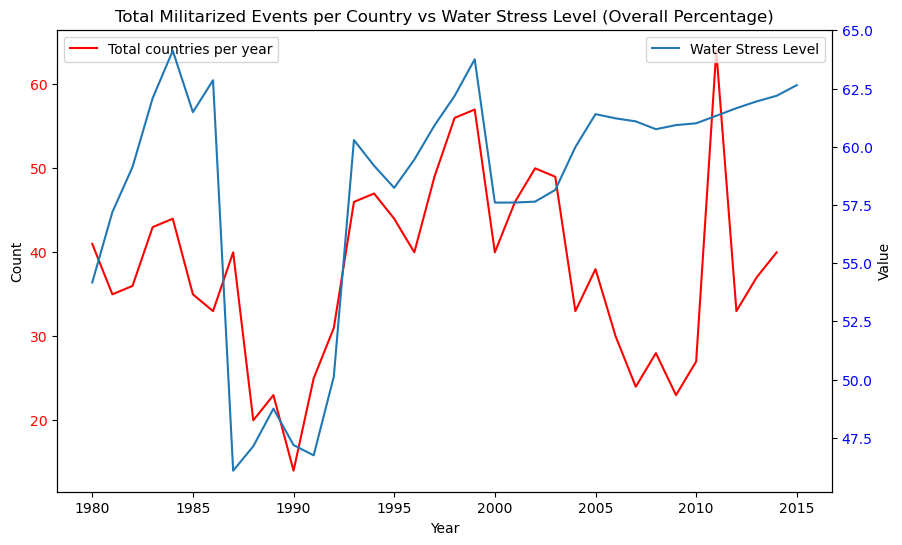 Total Militarized Events per Country vs Water Stress Level (Overall Percentage)
Total countries per year
Water Stress Level
60
50
40
30
20
Count
65.0
62.5
60.0
57.5
55.0
52.5
50.0
47.5
Value
1980 1985 1990 1995 2000 2005 2010 2015
Year